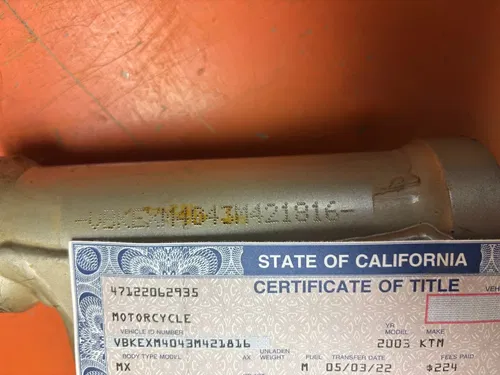 -VBKEXM4043M421816-
STATE OF CALIFORNIA
CERTIFICATE OF TITLE
47122062935 VEH
MOTORCYCLE
VEHICLE ID NUMBER YR. MODEL MAKE
VBKEXM4043M421816 2003 KTM
BODY TYPE MODEL AX UNLADEN WEIGHT FUEL TRANSFER DATE FEES PAID
MX M 05/03/22 $224